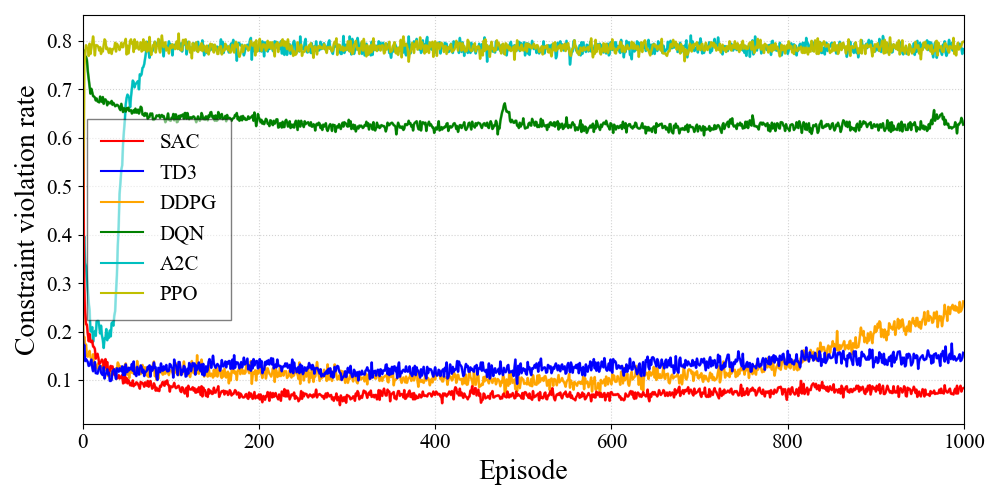 Constraint violation rate
0.8
0.7
0.6
0.5
0.4
0.3
0.2
0.1
SAC
TD3
DDPG
DQN
A2C
PPO
0 200 400 600 800 1000
Episode